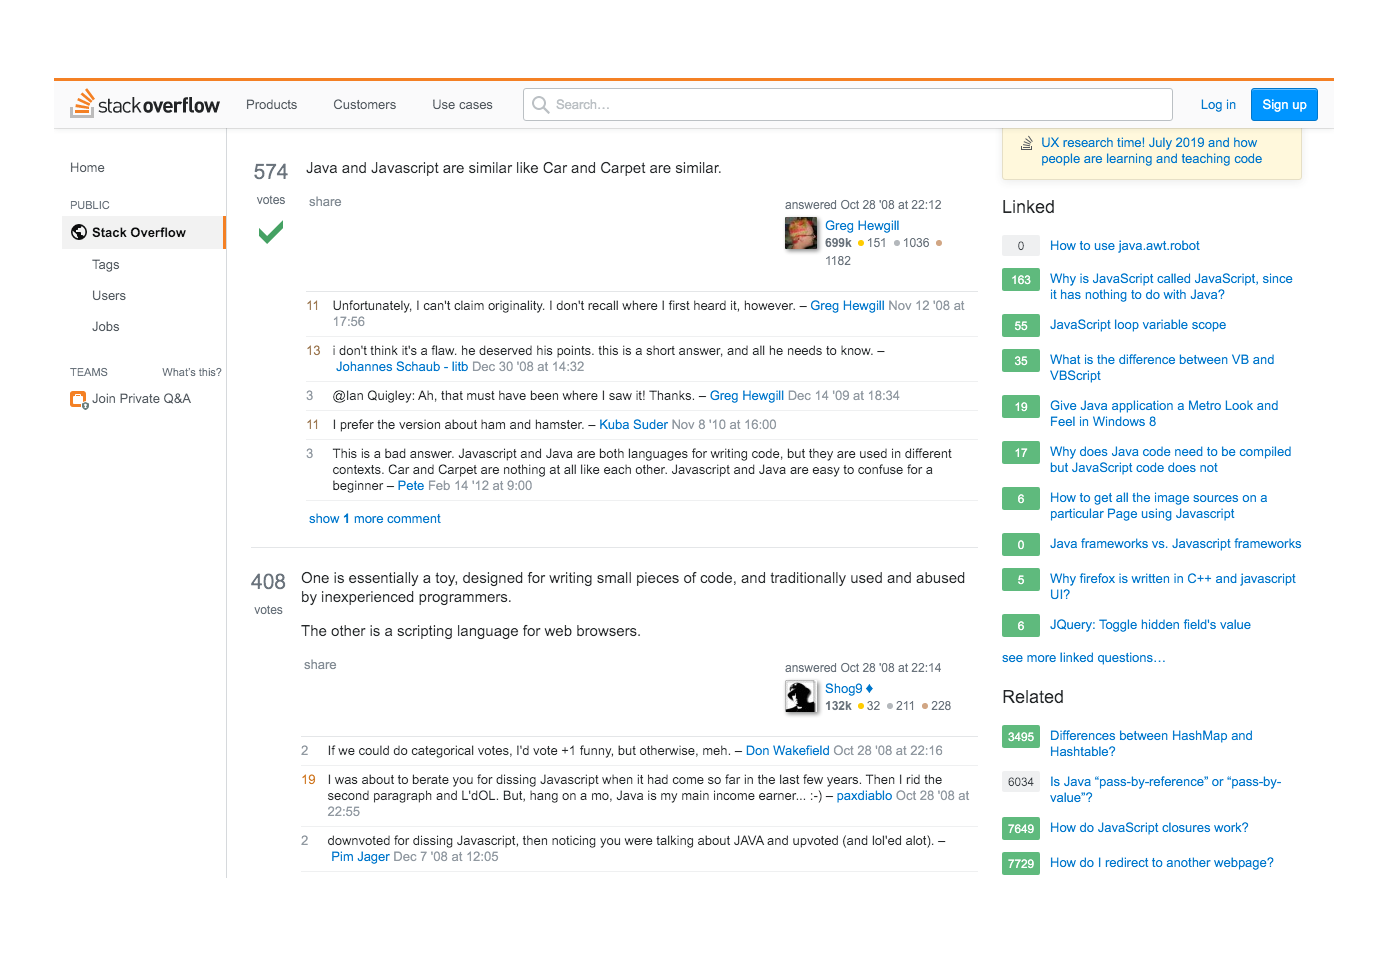 stackoverflow Products Customers Use cases Search... Log in Sign up
Home
PUBLIC
Stack Overflow
Tags
Users
Jobs
TEAMS What's this?
Join Private Q&A
574
votes
Java and Javascript are similar like Car and Carpet are similar.
share
answered Oct 28 '08 at 22:12
Greg Hewgill
699k 151 1036
1182
11 Unfortunately, I can't claim originality. I don't recall where I first heard it, however. – Greg Hewgill Nov 12 '08 at
17:56
13 i don't think it's a flaw. he deserved his points. this is a short answer, and all he needs to know. –
Johannes Schaub - litb Dec 30 '08 at 14:32
3 @Ian Quigley: Ah, that must have been where I saw it! Thanks. – Greg Hewgill Dec 14 '09 at 18:34
11 I prefer the version about ham and hamster. – Kuba Suder Nov 8 '10 at 16:00
3 This is a bad answer. Javascript and Java are both languages for writing code, but they are used in different
contexts. Car and Carpet are nothing at all like each other. Javascript and Java are easy to confuse for a
beginner – Pete Feb 14 '12 at 9:00
show 1 more comment
408
votes
One is essentially a toy, designed for writing small pieces of code, and traditionally used and abused
by inexperienced programmers.
The other is a scripting language for web browsers.
share
answered Oct 28 '08 at 22:14
Shog9 ♦
132k 32 211 228
2 If we could do categorical votes, I'd vote +1 funny, but otherwise, meh. – Don Wakefield Oct 28 '08 at 22:16
19 I was about to berate you for dissing Javascript when it had come so far in the last few years. Then I rid the
second paragraph and L'dOL. But, hang on a mo, Java is my main income earner... :-) – paxdiablo Oct 28 '08 at
22:55
2 downvoted for dissing Javascript, then noticing you were talking about JAVA and upvoted (and lol'ed alot). –
Pim Jager Dec 7 '08 at 12:05
UX research time! July 2019 and how
people are learning and teaching code
Linked
0 How to use java.awt.robot
163 Why is JavaScript called JavaScript, since
it has nothing to do with Java?
55 JavaScript loop variable scope
35 What is the difference between VB and
VBScript
19 Give Java application a Metro Look and
Feel in Windows 8
17 Why does Java code need to be compiled
but JavaScript code does not
6 How to get all the image sources on a
particular Page using Javascript
0 Java frameworks vs. Javascript frameworks
5 Why firefox is written in C++ and javascript
UI?
6 JQuery: Toggle hidden field's value
see more linked questions…
Related
3495 Differences between HashMap and
Hashtable?
6034 Is Java “pass-by-reference” or “pass-by-
value”?
7649 How do JavaScript closures work?
7729 How do I redirect to another webpage?